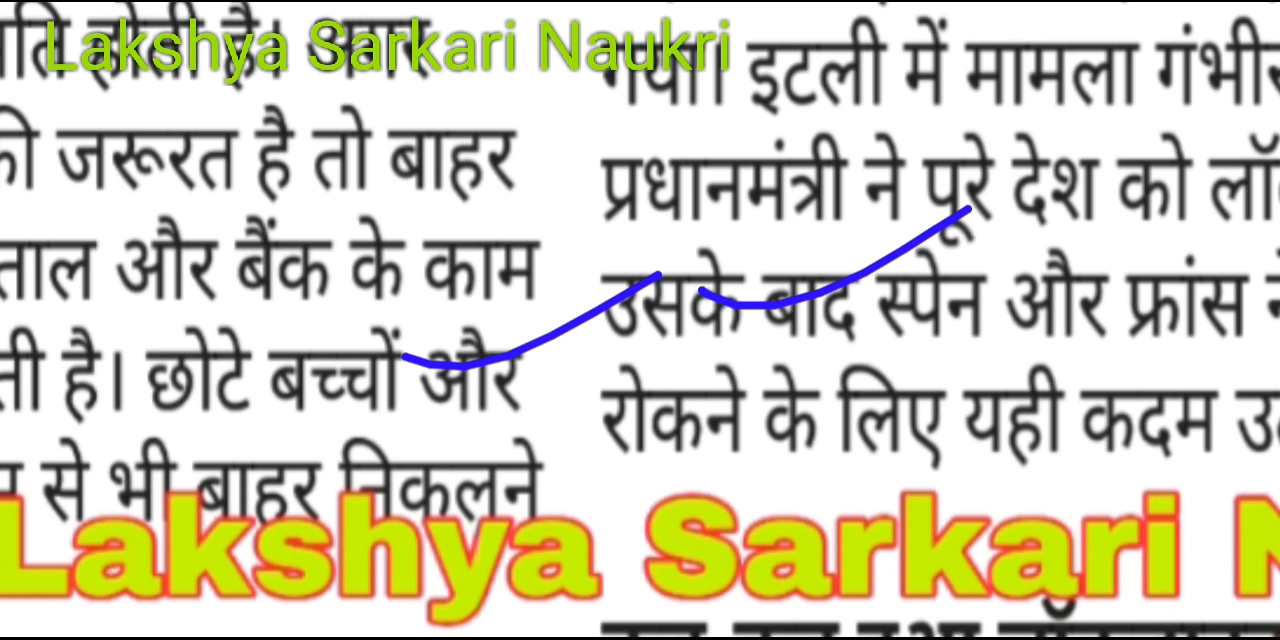 Lakshya Sarkari Naukri
की जरूरत है तो बाहर
और बैंक के काम
है। छोटे बच्चों और
से भी बाहर निकलने
गया। इटली में मामला
प्रधानमंत्री ने पूरे देश को
उसके बाद स्पेन और फ्रांस
रोकने के लिए यही कदम
Lakshya Sarkari N